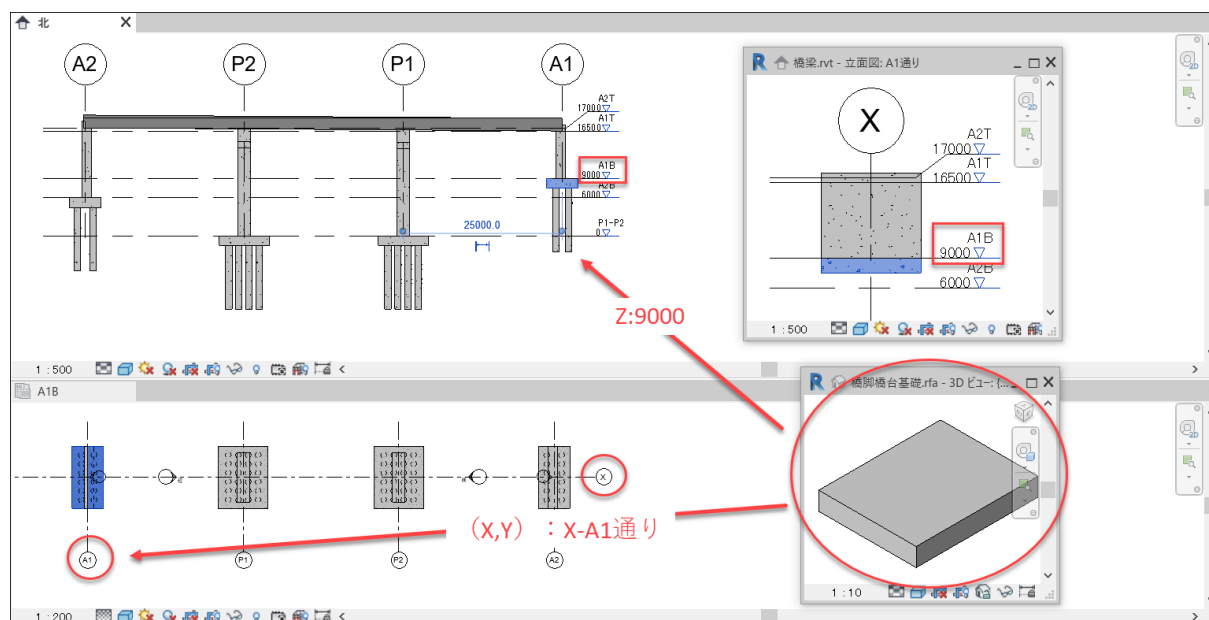 北
A2
P2
P1
A1
A2T
17000
A1T
16500
A1B
9000
A2B
6000
P1-P2
0
25000.0
1 : 500
橋梁.rvt - 立面図: A1通り
X
A2T
17000
A1T
16500
A1B
9000
A2B
6000
1 : 500
2D
Z:9000
A1B
X
(X,Y) : X-A1通り
A1
P1
P2
A2
1 : 200
橋脚橋台基礎.rfa - 3D ビュー: {...
1 : 10
2D